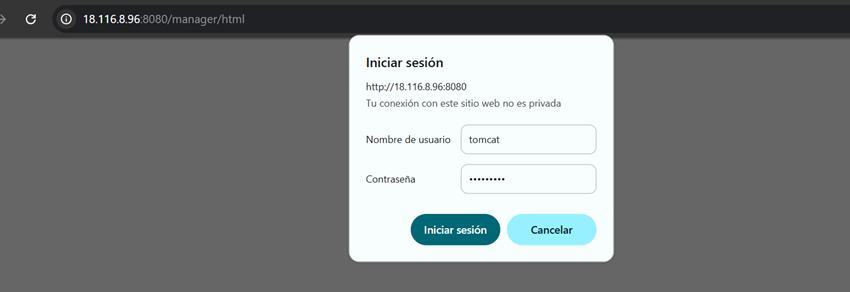 18.116.8.96:8080/manager/html
Iniciar sesión
http://18.116.8.96:8080
Tu conexión con este sitio web no es privada
Nombre de usuario tomcat
Contraseña •••••••••
Iniciar sesión Cancelar